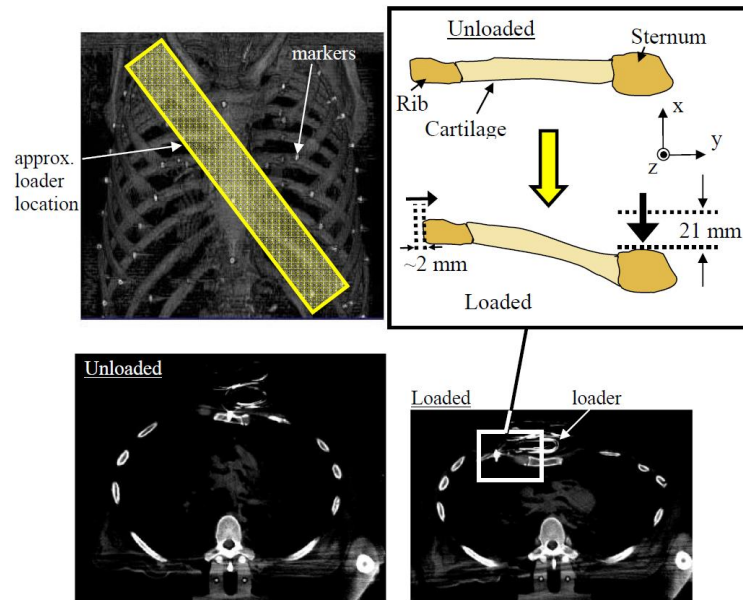 markers
approx.
loader
location
Unloaded
Sternum
Rib
Cartilage
x
y
z
21 mm
~2 mm
Loaded
Unloaded
Loaded
loader